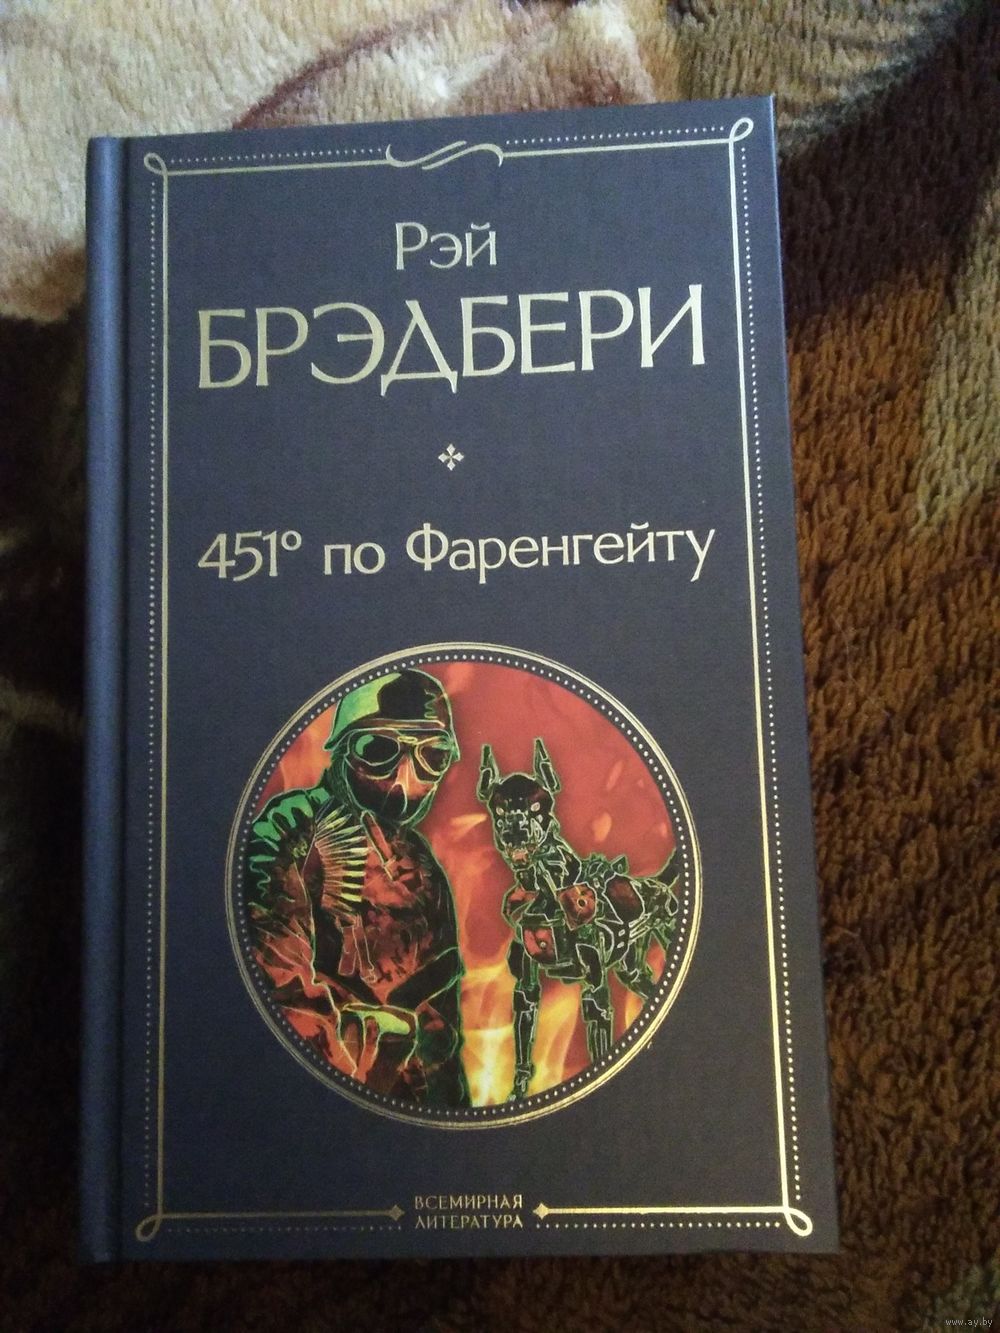 Рэй
БРЭДБЕРИ
451° по Фаренгейту
ВСЕМИРНАЯ
ЛИТЕРАТУРА
www.ay.by